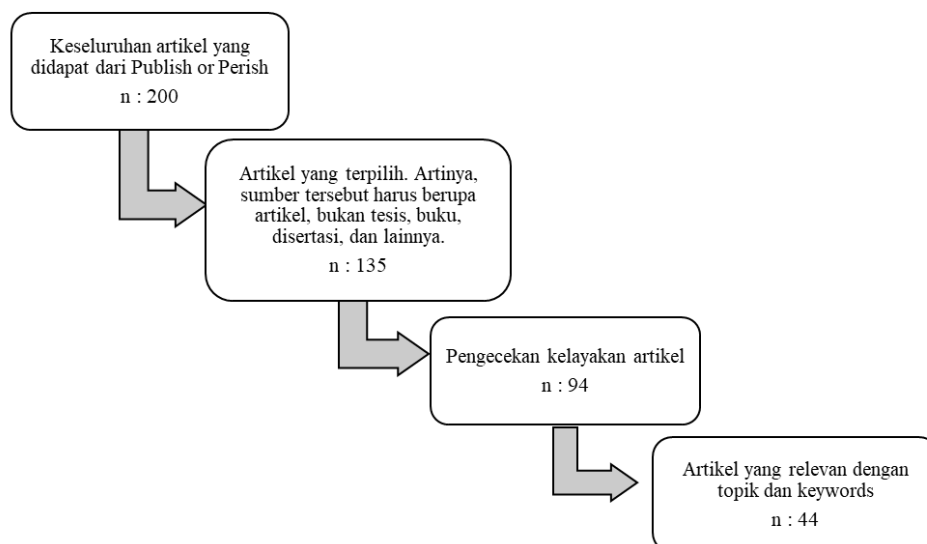 Keseluruhan artikel yang
didapat dari Publish or Perish
n : 200
Artikel yang terpilih. Artinya,
sumber tersebut harus berupa
artikel, bukan tesis, buku,
disertasi, dan lainnya.
n : 135
Pengecekan kelayakan artikel
n : 94
Artikel yang relevan dengan
topik dan keywords
n : 44